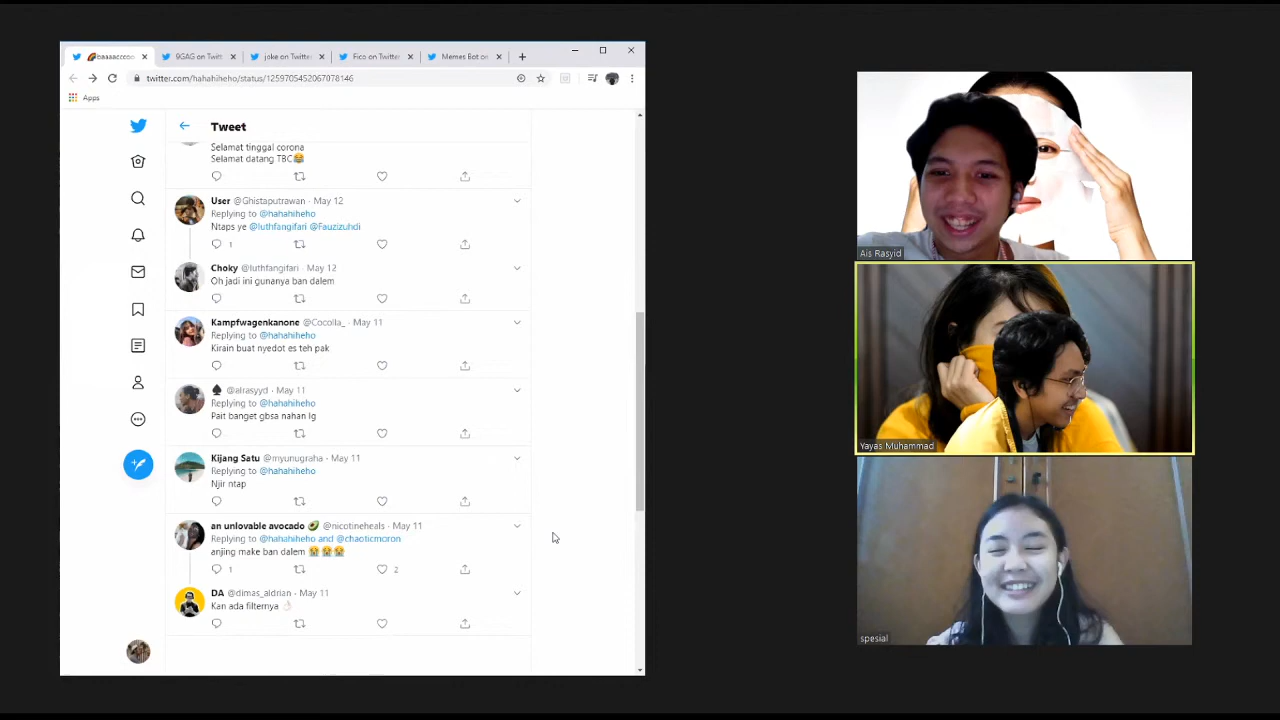 baaaaccco...
9GAG on Twitt
joke on Twitter
Fico on Twitter
Memes Bot on
twitter.com/hahahiheho/status/1259705452067078146
Apps
Tweet
Selamat tinggal corona
Selamat datang TBC😂
User @Ghistaputrawan · May 12
Replying to @hahahiheho
Ntaps ye @luthfangifari @Fauzizuhdi
1
Choky @luthfangifari · May 12
Oh jadi ini gunanya ban dalem
Kampfwagenkanone @Cocolla_ · May 11
Replying to @hahahiheho
Kirain buat nyedot es teh pak
♠ @alrasyyd · May 11
Replying to @hahahiheho
Pait banget gbsa nahan lg
Kijang Satu @myunugraha · May 11
Replying to @hahahiheho
Njir ntap
an unlovable avocado 🥑 @nicotineheals · May 11
Replying to @hahahiheho and @chaoticmoron
anjing make ban dalem 😭😭😭
1 2
DA @dimas_aldrian · May 11
Kan ada filternya 👌🏻
Ais Rasyid
Yayas Muhammad
spesial